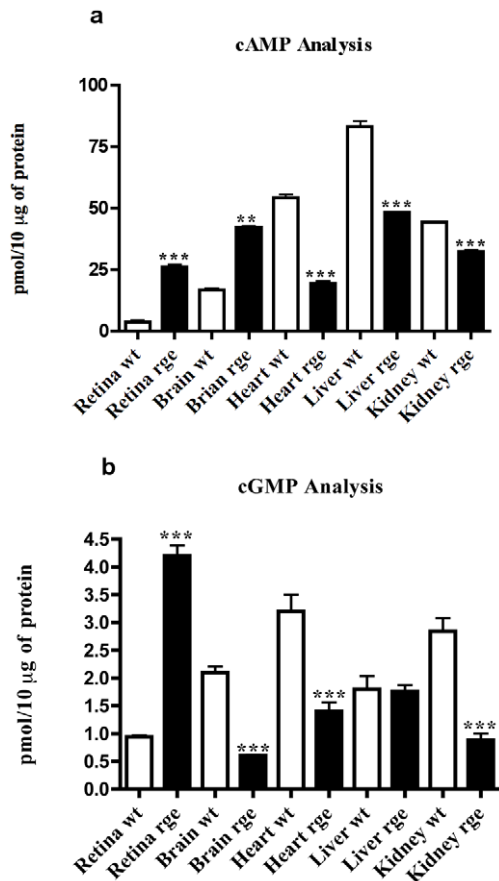 a
cAMP Analysis
pmol/10 µg of protein
100
75
50
25
0
***
**
***
***
***
Retina wt
Retina rge
Brain wt
Brian rge
Heart wt
Heart rge
Liver wt
Liver rge
Kidney wt
Kidney rge
b
cGMP Analysis
pmol/10 µg of protein
4.5
4.0
3.5
3.0
2.5
2.0
1.5
1.0
0.5
0.0
***
***
***
***
Retina wt
Retina rge
Brain wt
Brain rge
Heart wt
Heart rge
Liver wt
Liver rge
Kidney wt
Kidney rge